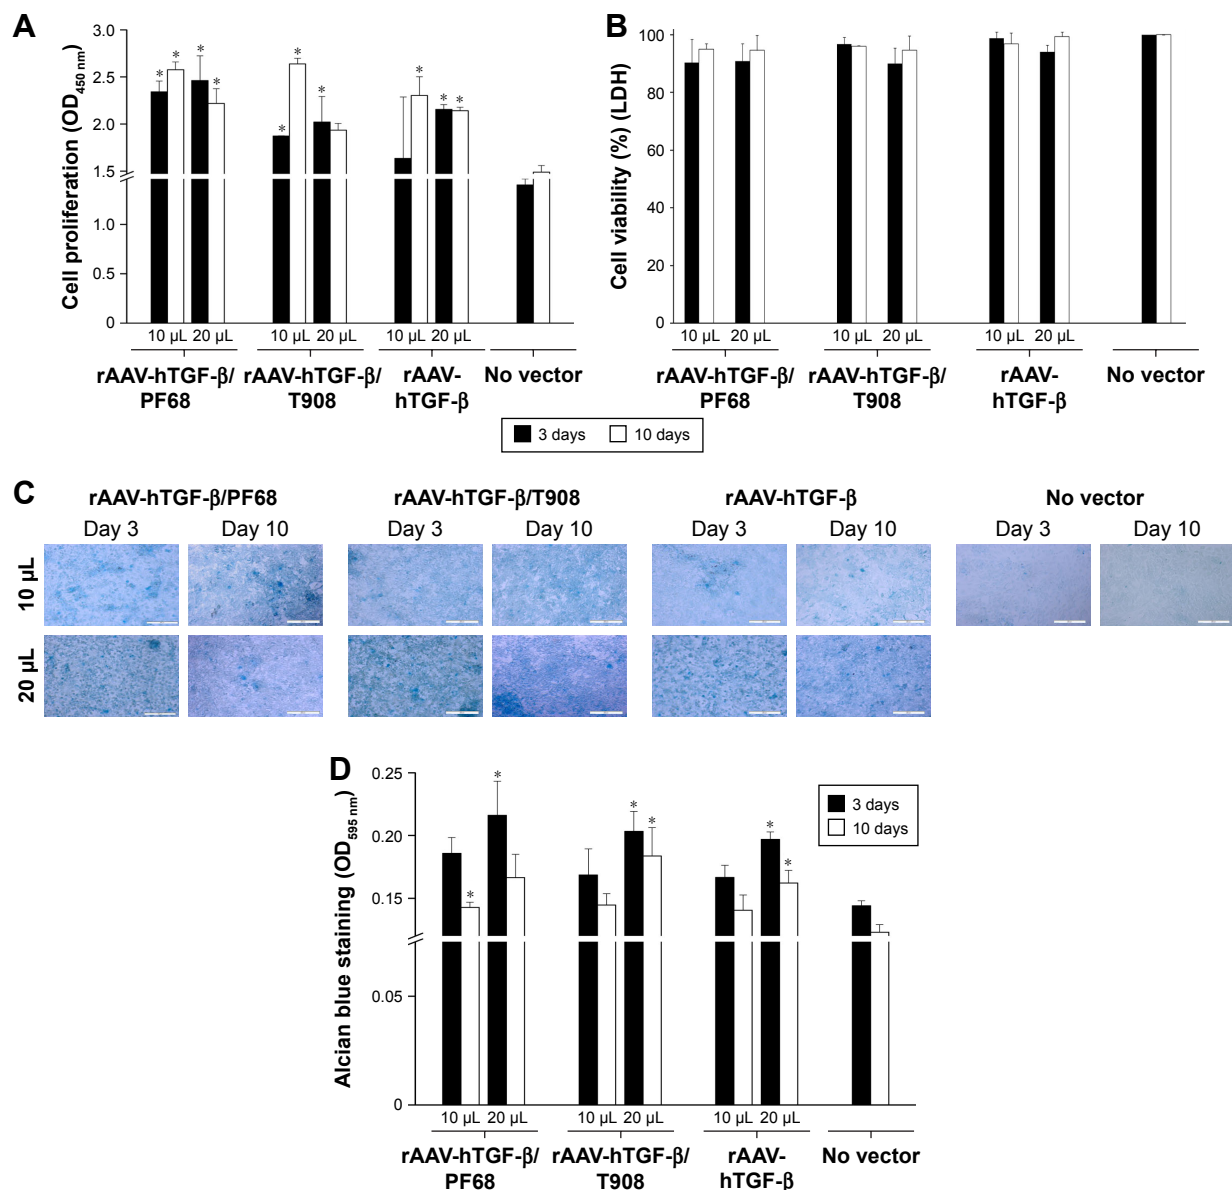 A
Cell proliferation (OD450 nm)
3.0
2.5
2.0
1.5
1.0
0.5
0
* * * *
* * *
* * *
10 µL 20 µL
10 µL 20 µL
10 µL 20 µL
rAAV-hTGF-β/
PF68
rAAV-hTGF-β/
T908
rAAV-
hTGF-β
No vector
B
Cell viability (%) (LDH)
100
80
60
40
20
0
10 µL 20 µL
10 µL 20 µL
10 µL 20 µL
rAAV-hTGF-β/
PF68
rAAV-hTGF-β/
T908
rAAV-
hTGF-β
No vector
3 days 10 days
C
rAAV-hTGF-β/PF68 rAAV-hTGF-β/T908 rAAV-hTGF-β No vector
Day 3 Day 10 Day 3 Day 10 Day 3 Day 10 Day 3 Day 10
10 µL
20 µL
D
Alcian blue staining (OD595 nm)
0.25
0.20
0.15
0.05
0
* *
* *
* *
3 days
10 days
10 µL 20 µL
10 µL 20 µL
10 µL 20 µL
rAAV-hTGF-β/
PF68
rAAV-hTGF-β/
T908
rAAV-
hTGF-β
No vector